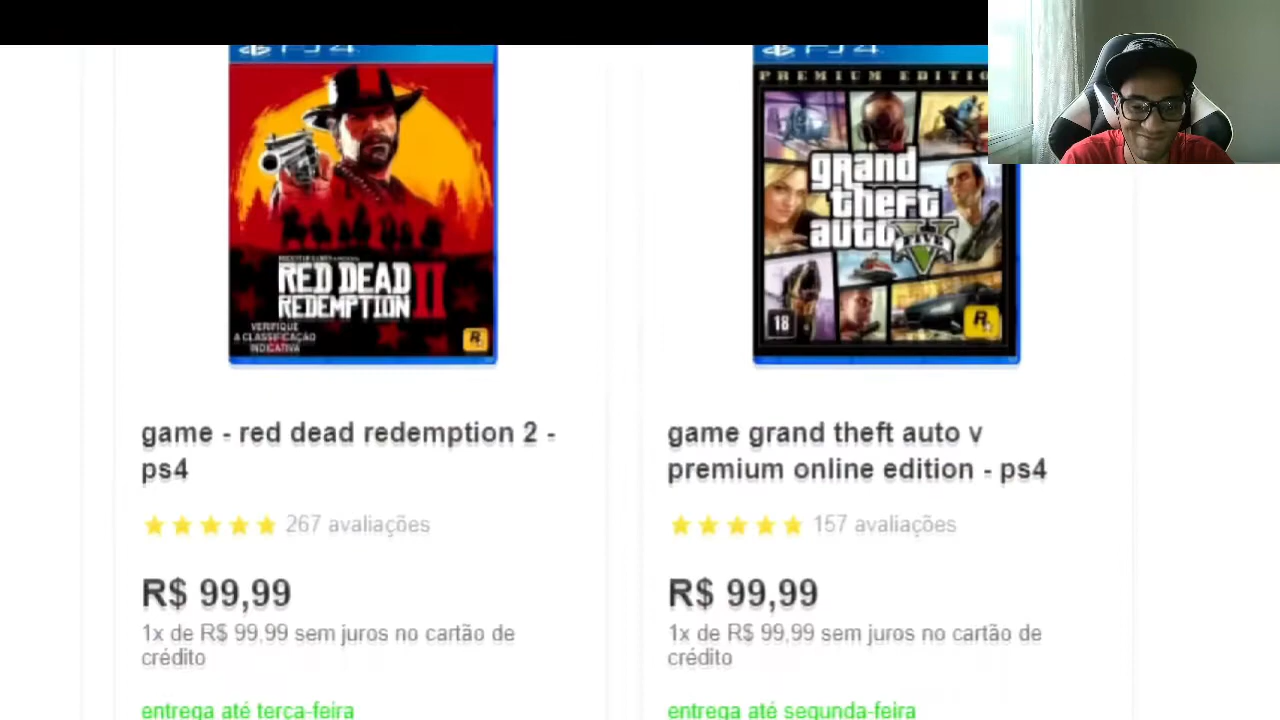 PS4
RED DEAD
REDEMPTION II
VERIFIQUE
A CLASSIFICAÇÃO
INDICATIVA
R
game - red dead redemption 2 -
ps4
267 avaliações
R$ 99,99
1x de R$ 99,99 sem juros no cartão de
crédito
entrega até terça-feira
PS4
PREMIUM EDITIO
grand
theft
auto V
FIVE
18
R
game grand theft auto v
premium online edition - ps4
157 avaliações
R$ 99,99
1x de R$ 99,99 sem juros no cartão de
crédito
entrega até segunda-feira